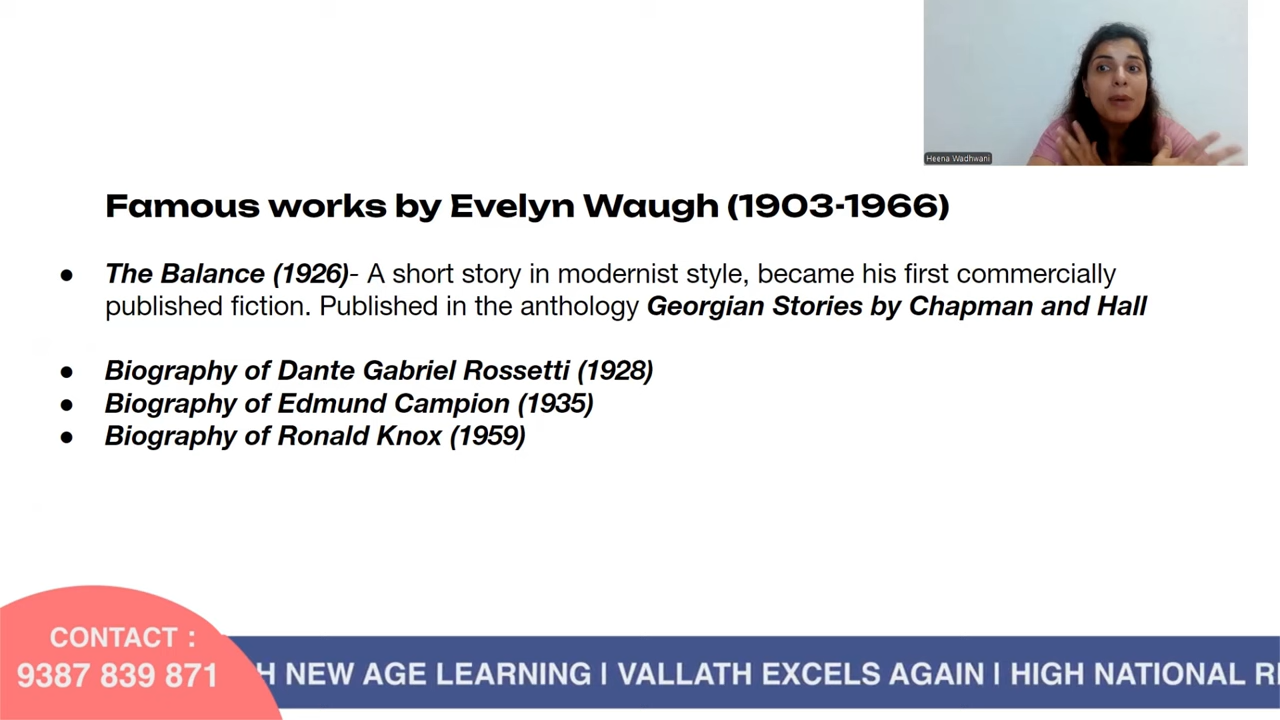 Heena Wadhwani
Famous works by Evelyn Waugh (1903-1966)
● The Balance (1926)- A short story in modernist style, became his first commercially
published fiction. Published in the anthology Georgian Stories by Chapman and Hall
● Biography of Dante Gabriel Rossetti (1928)
● Biography of Edmund Campion (1935)
● Biography of Ronald Knox (1959)
CONTACT :
9387 839 871
NEW AGE LEARNING | VALLATH EXCELS AGAIN | HIGH NATIONAL